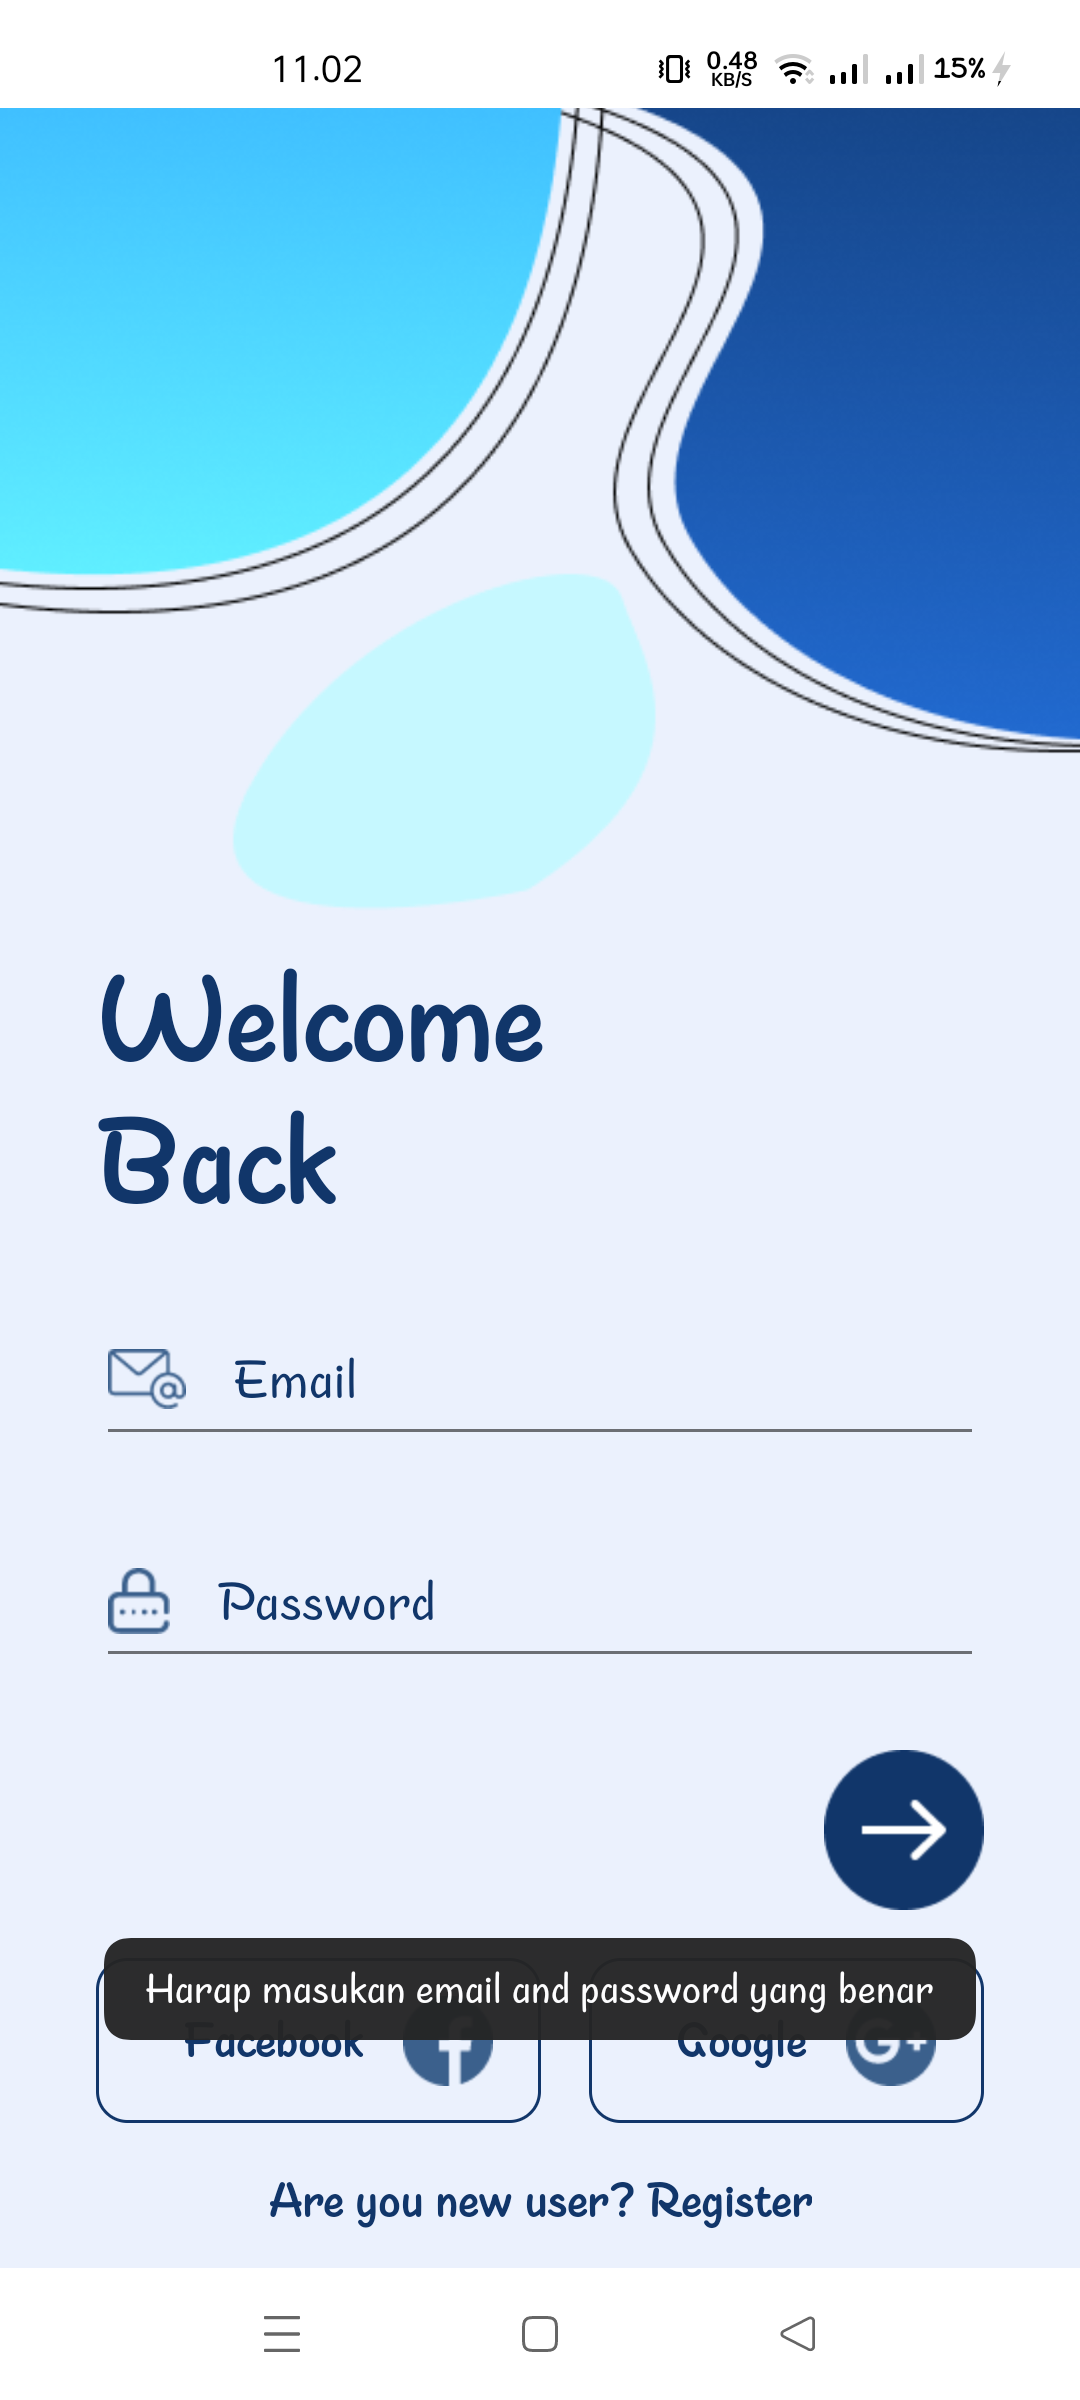 11.02
0.48
KB/S
15%
Welcome
Back
Email
Password
Harap masukan email and password yang benar
Facebook
Google
Are you new user? Register